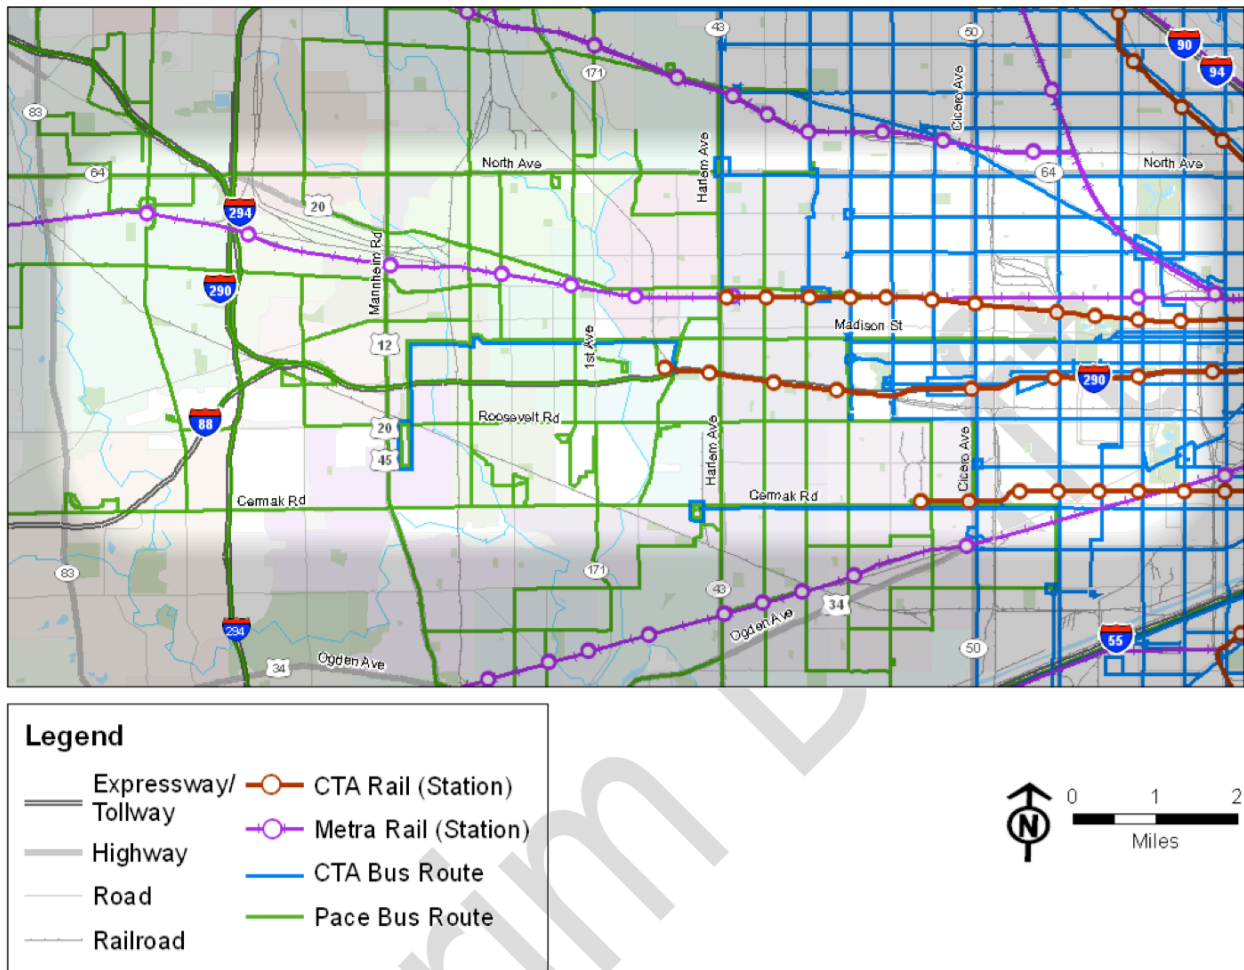 83
64
North Ave
294
20
290
Mannheim Rd
12
171
1st Ave
43
Harlem Ave
50
Cicero Ave
90
94
64
North Ave
Madison St
290
88
20
45
Roosevelt Rd
Harlem Ave
Cicero Ave
Cermak Rd
Cermak Rd
83
171
43
34
Ogden Ave
50
55
294
34
Ogden Ave
Legend
Expressway/
Tollway
Highway
Road
Railroad
CTA Rail (Station)
Metra Rail (Station)
CTA Bus Route
Pace Bus Route
N
0 1 2
Miles